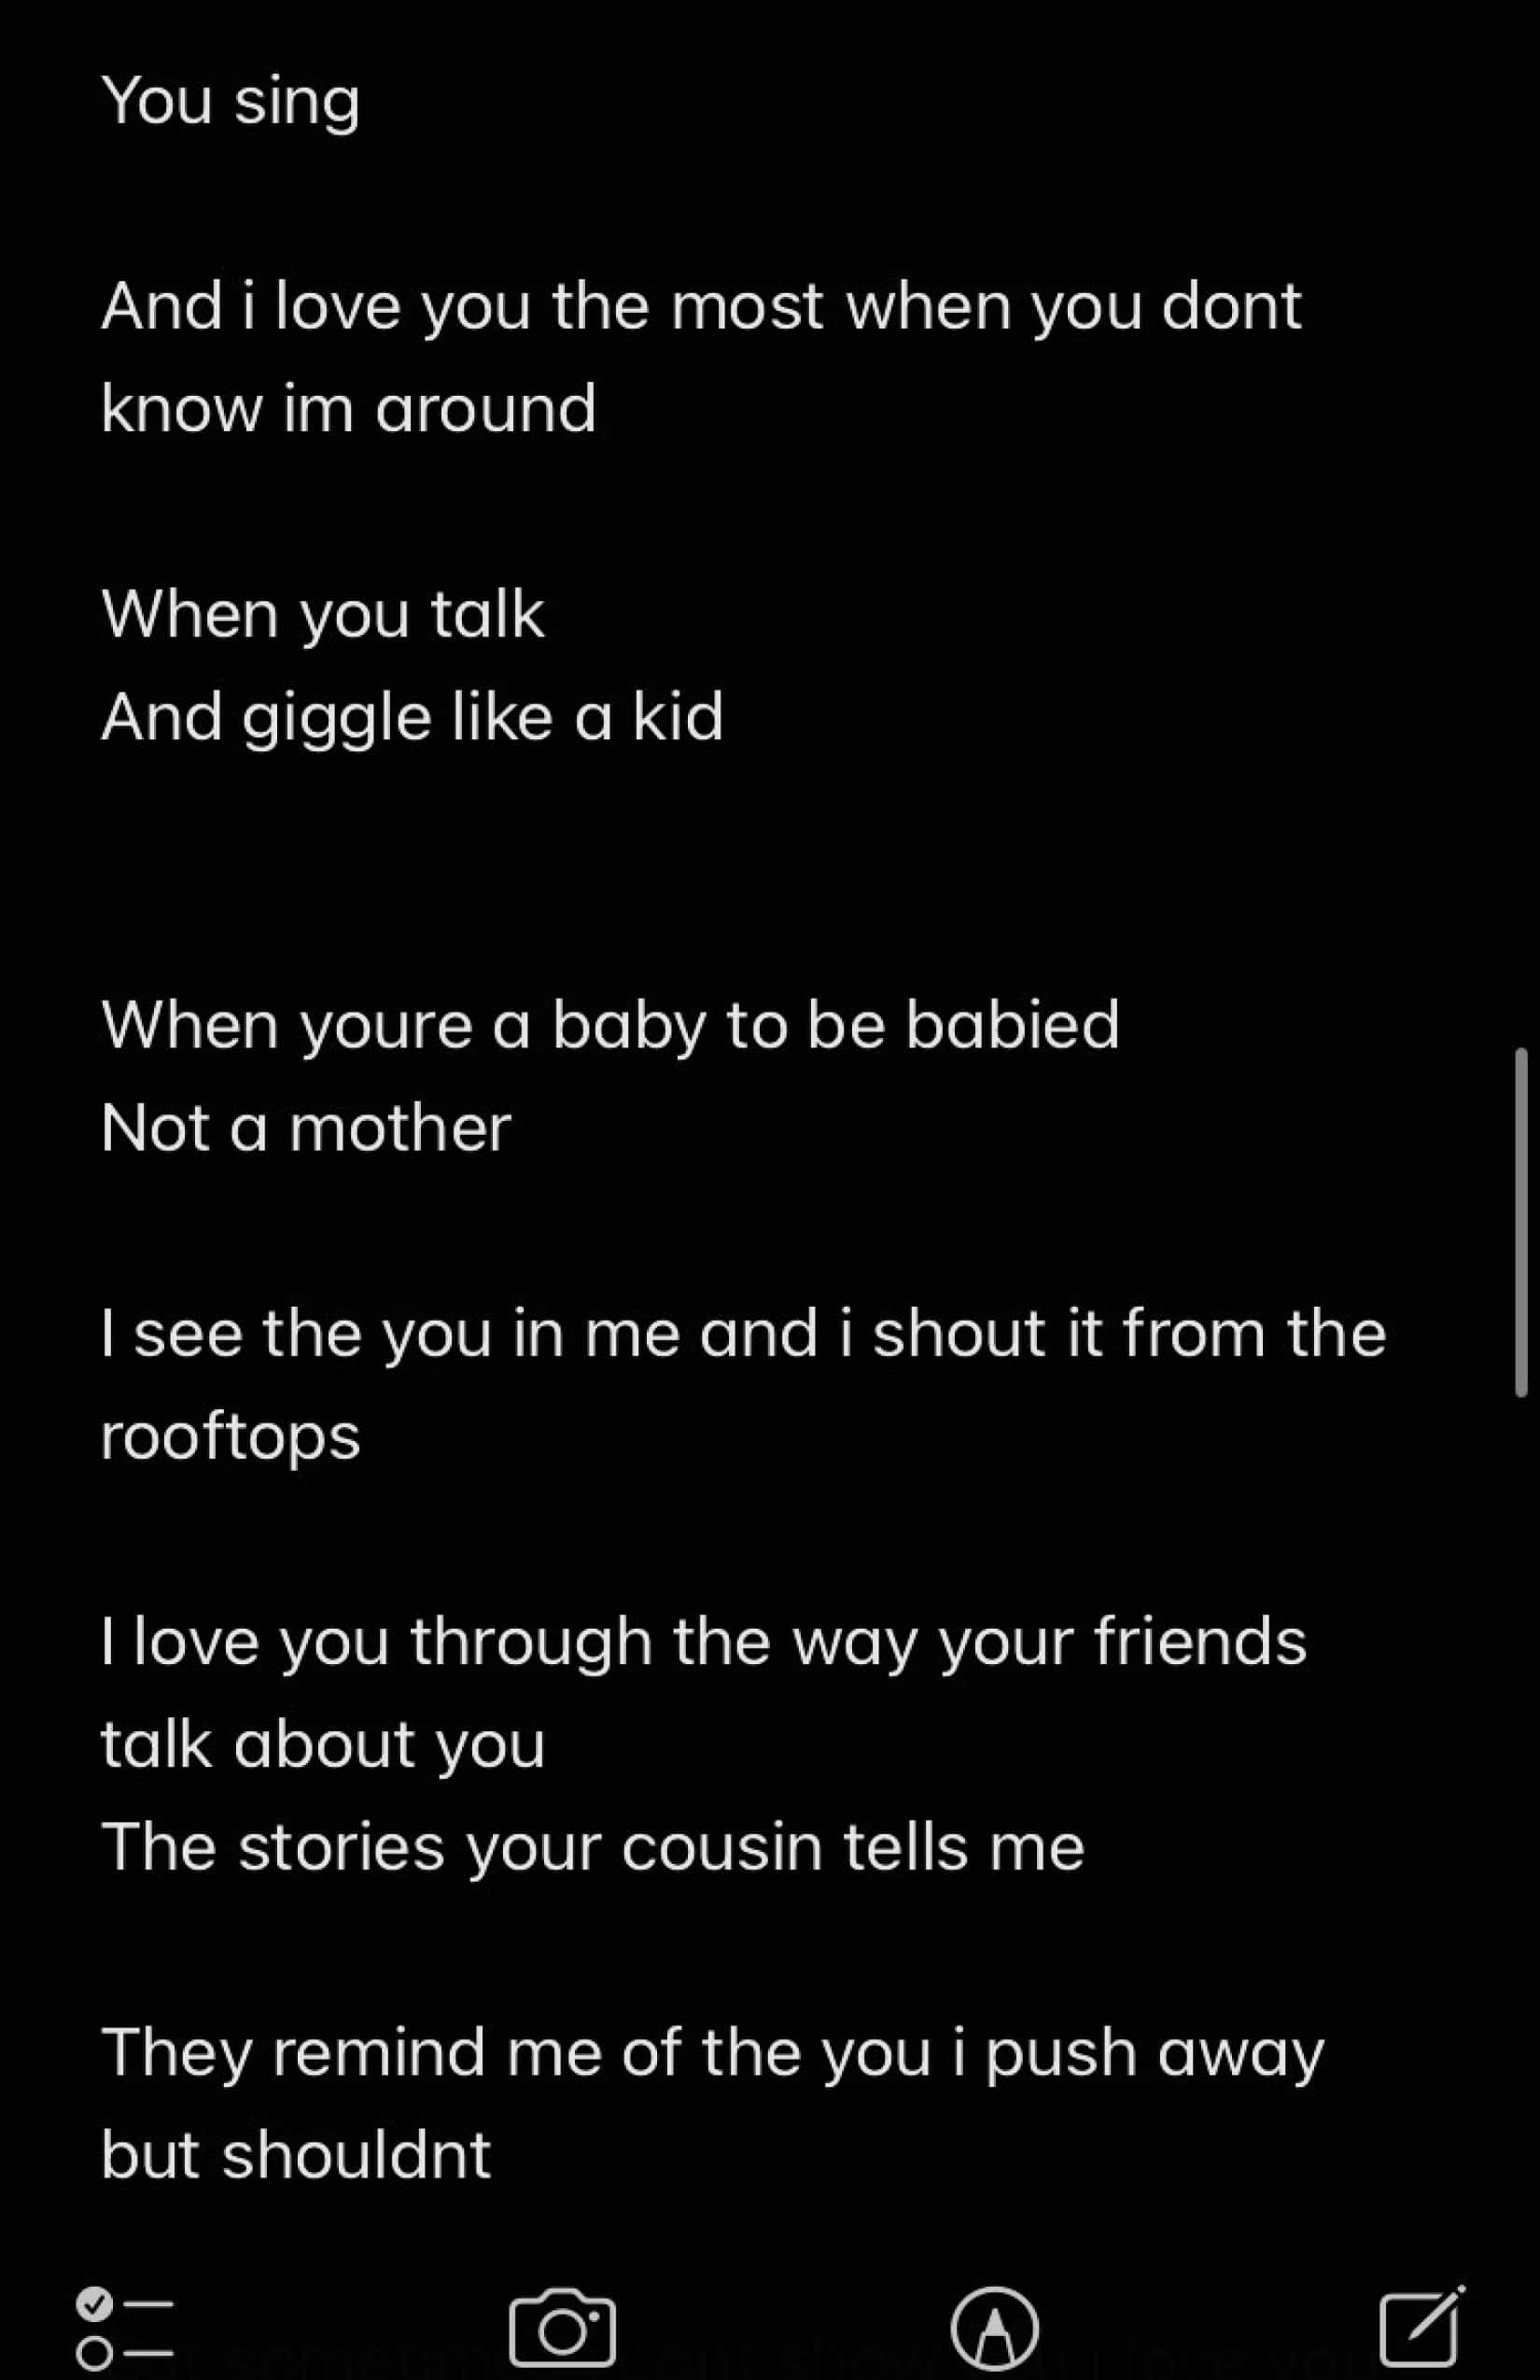 You sing
And i love you the most when you dont
know im around
When you talk
And giggle like a kid
When youre a baby to be babied
Not a mother
I see the you in me and i shout it from the
rooftops
I love you through the way your friends
talk about you
The stories your cousin tells me
They remind me of the you i push away
but shouldnt